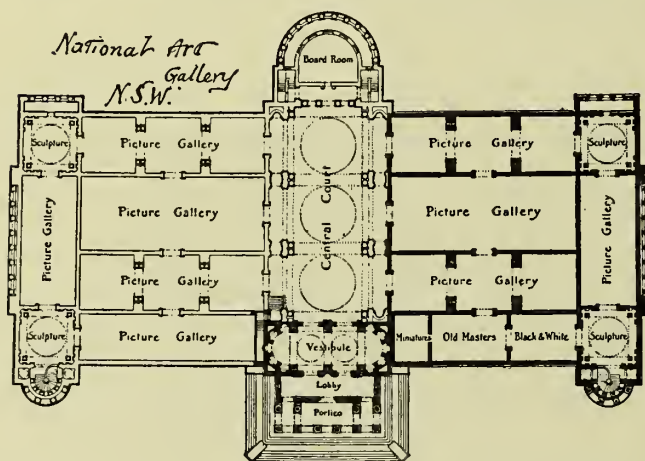 National Art
Gallery
N.S.W.
Board Room
Sculpture
Picture Gallery
Picture Gallery
Sculpture
Picture Gallery
Picture Gallery
Central Court
Picture Gallery
Picture Gallery
Picture Gallery
Picture Gallery
Sculpture
Picture Gallery
Vestibule
Miniatures
Old Masters
Black & White
Sculpture
Lobby
Portico